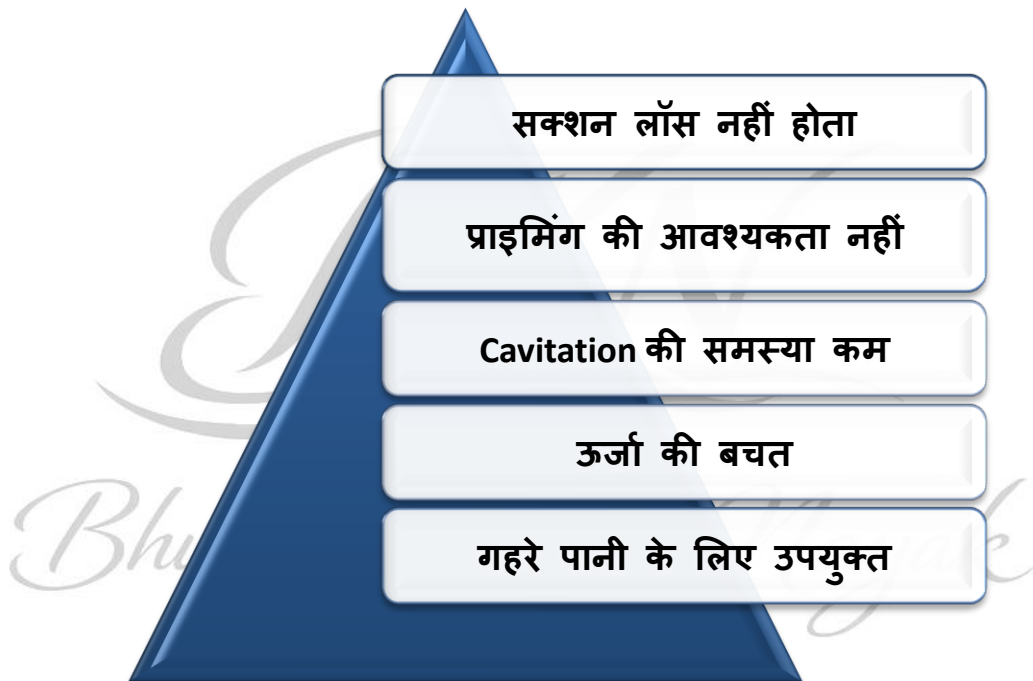 सक्शन लॉस नहीं होता
प्राइमिंग की आवश्यकता नहीं
Cavitation की समस्या कम
ऊर्जा की बचत
गहरे पानी के लिए उपयुक्त